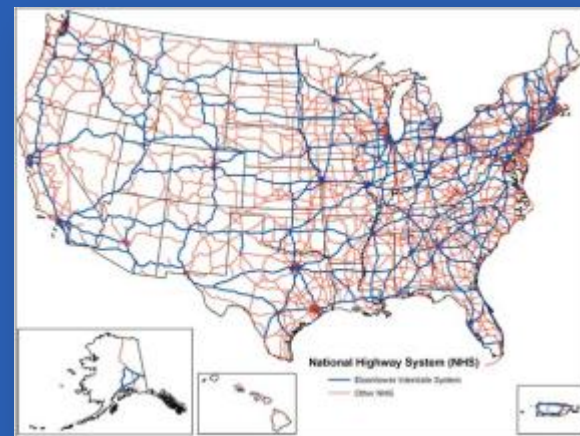 National Highway System (NHS)
Eisenhower Interstate System
Other NHS